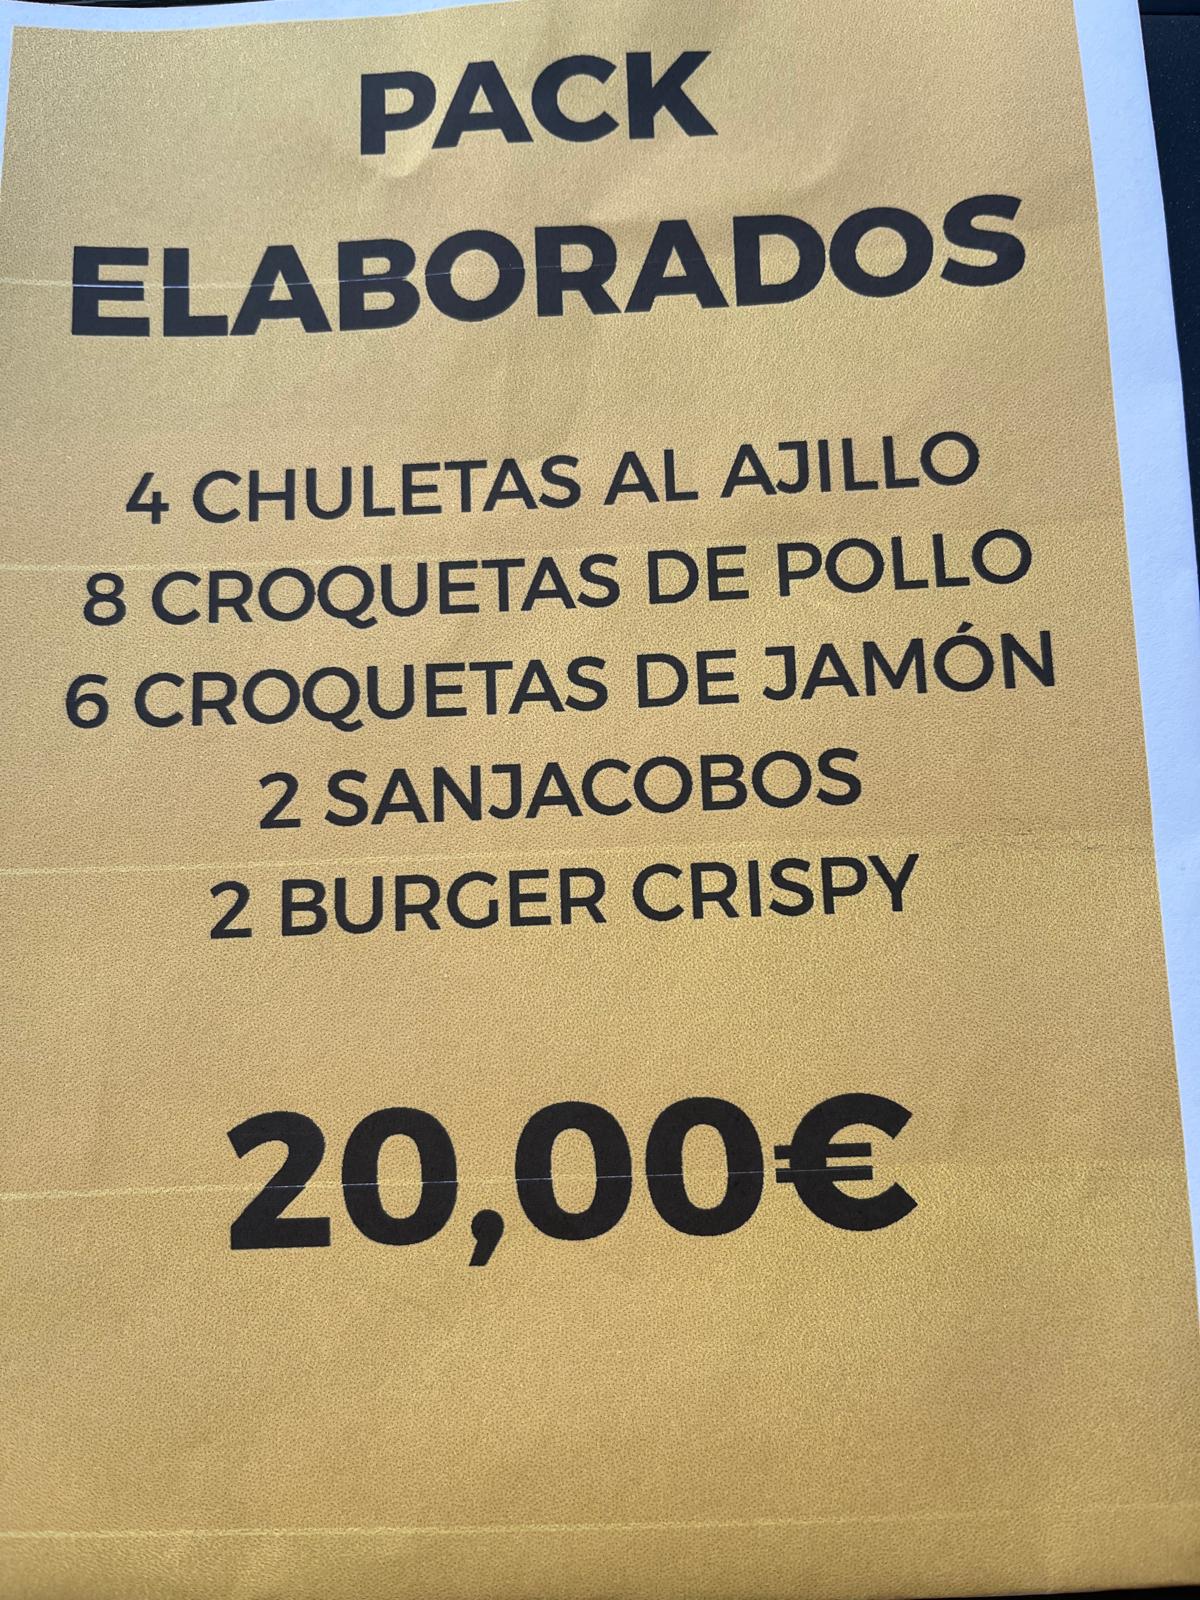 PACK
ELABORADOS
4 CHULETAS AL AJILLO
8 CROQUETAS DE POLLO
6 CROQUETAS DE JAMÓN
2 SANJACOBOS
2 BURGER CRISPY
20,00€